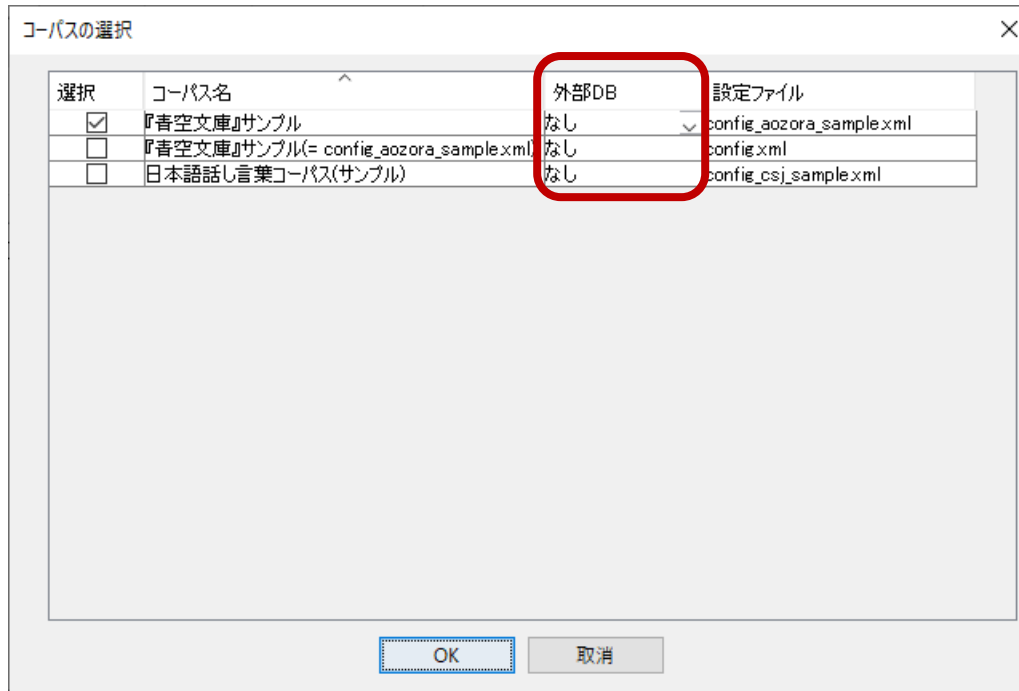 コーパスの選択
選択 コーパス名 外部DB 設定ファイル
『青空文庫』サンプル なし config_aozora_sample.xml
『青空文庫』サンプル(= config_aozora_sample.xml) なし config.xml
日本語話し言葉コーパス(サンプル) なし config_csj_sample.xml
OK 取消